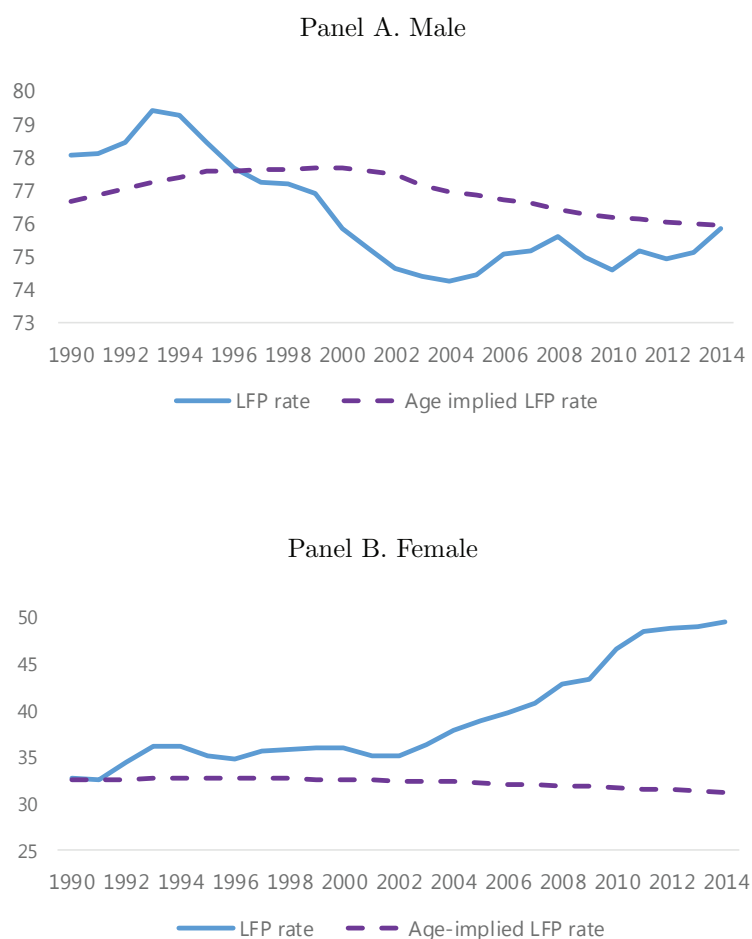 Panel A. Male
80
79
78
77
76
75
74
73
1990 1992 1994 1996 1998 2000 2002 2004 2006 2008 2010 2012 2014
LFP rate Age implied LFP rate
Panel B. Female
50
45
40
35
30
25
1990 1992 1994 1996 1998 2000 2002 2004 2006 2008 2010 2012 2014
LFP rate Age-implied LFP rate